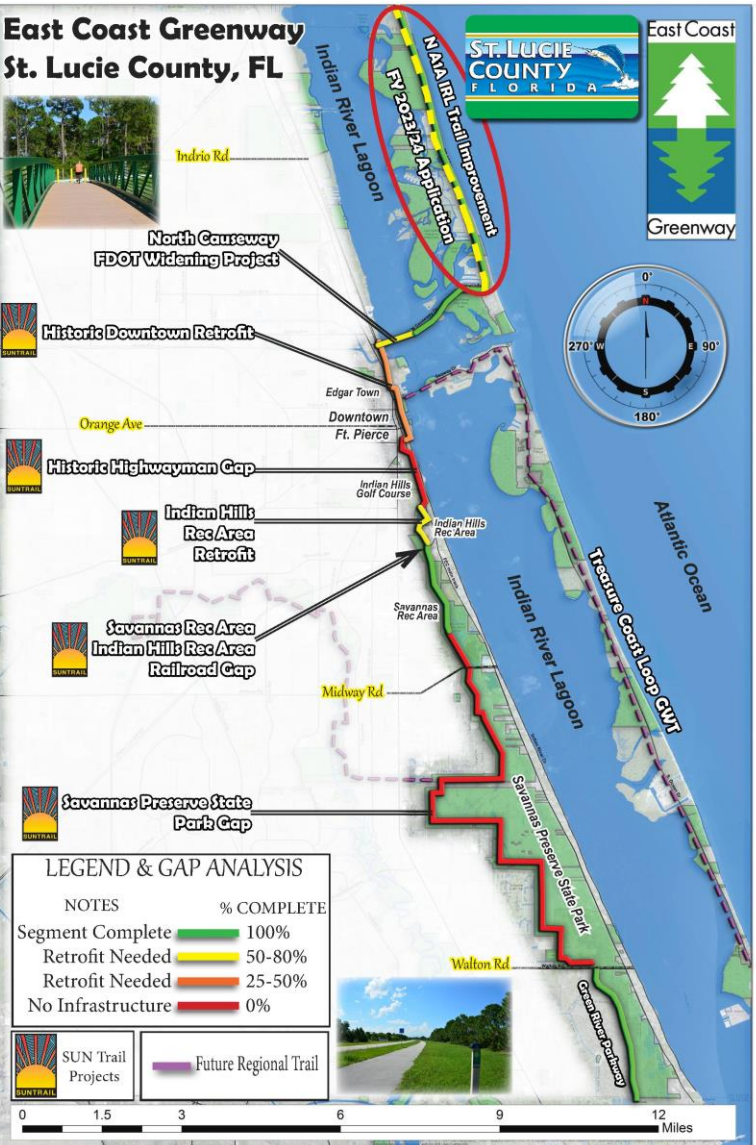 East Coast Greenway
St. Lucie County, FL
ST. LUCIE
COUNTY
FLORIDA
East Coast
Greenway
Indian River Lagoon
N A1A IRL Trail Improvement
FY 2023/24 Application
Indrio Rd
North Causeway
FDOT Widening Project
0°
N
270°
W
E
90°
S
180°
SUNTRAIL
Historic Downtown Retrofit
Edgar Town
Orange Ave
Downtown
Ft. Pierce
SUNTRAIL
Historic Highwayman Gap
Indian Hills
Golf Course
SUNTRAIL
Indian Hills
Rec Area
Retrofit
Indian Hills
Rec Area
Atlantic Ocean
Treasure Coast Loop GWT
Indian River Lagoon
Savannas
Rec Area
SUNTRAIL
Savannas Rec Area
Indian Hills Rec Area
Railroad Gap
Midway Rd
SUNTRAIL
Savannas Preserve State
Park Gap
Savannas Preserve State Park
Walton Rd
Green River Parkway
LEGEND & GAP ANALYSIS
NOTES
% COMPLETE
Segment Complete 100%
Retrofit Needed 50-80%
Retrofit Needed 25-50%
No Infrastructure 0%
SUNTRAIL
SUN Trail
Projects
Future Regional Trail
0 1.5 3 6 9 12
Miles